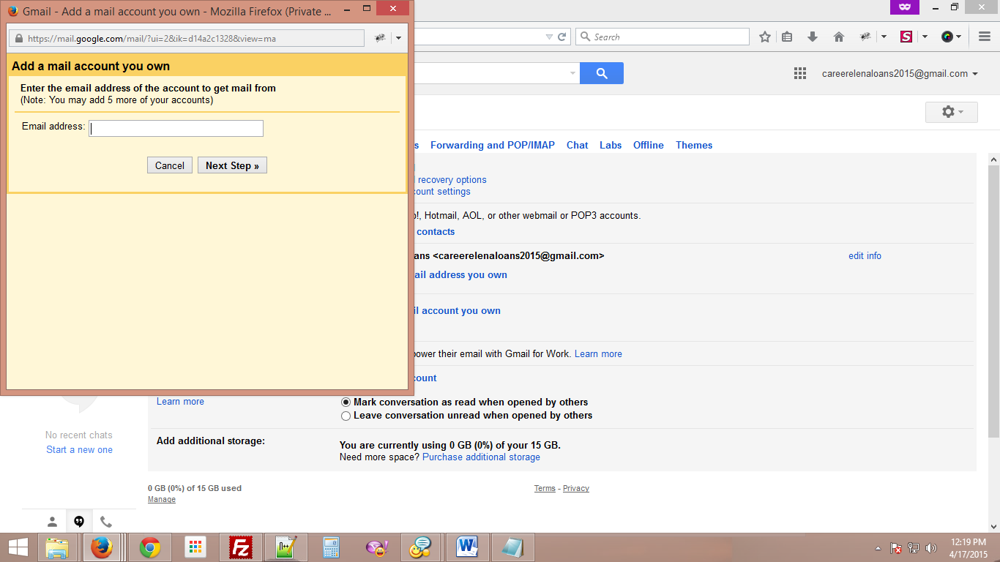 Gmail - Add a mail account you own - Mozilla Firefox (Private ...
https://mail.google.com/mail/?ui=2&ik=d14a2c1328&view=ma
Add a mail account you own
Enter the email address of the account to get mail from
(Note: You may add 5 more of your accounts)
Email address:
Cancel
Next Step »
Search
S
careerelenaloans2015@gmail.com
s
Forwarding and POP/IMAP
Chat
Labs
Offline
Themes
recovery options
count settings
o!, Hotmail, AOL, or other webmail or POP3 accounts.
contacts
ans <careerelenaloans2015@gmail.com>
edit info
ail address you own
il account you own
power their email with Gmail for Work. Learn more
count
Learn more
Mark conversation as read when opened by others
Leave conversation unread when opened by others
No recent chats
Start a new one
Add additional storage:
You are currently using 0 GB (0%) of your 15 GB.
Need more space? Purchase additional storage
0 GB (0%) of 15 GB used
Manage
Terms - Privacy
Fz
n++
W
12:19 PM
4/17/2015